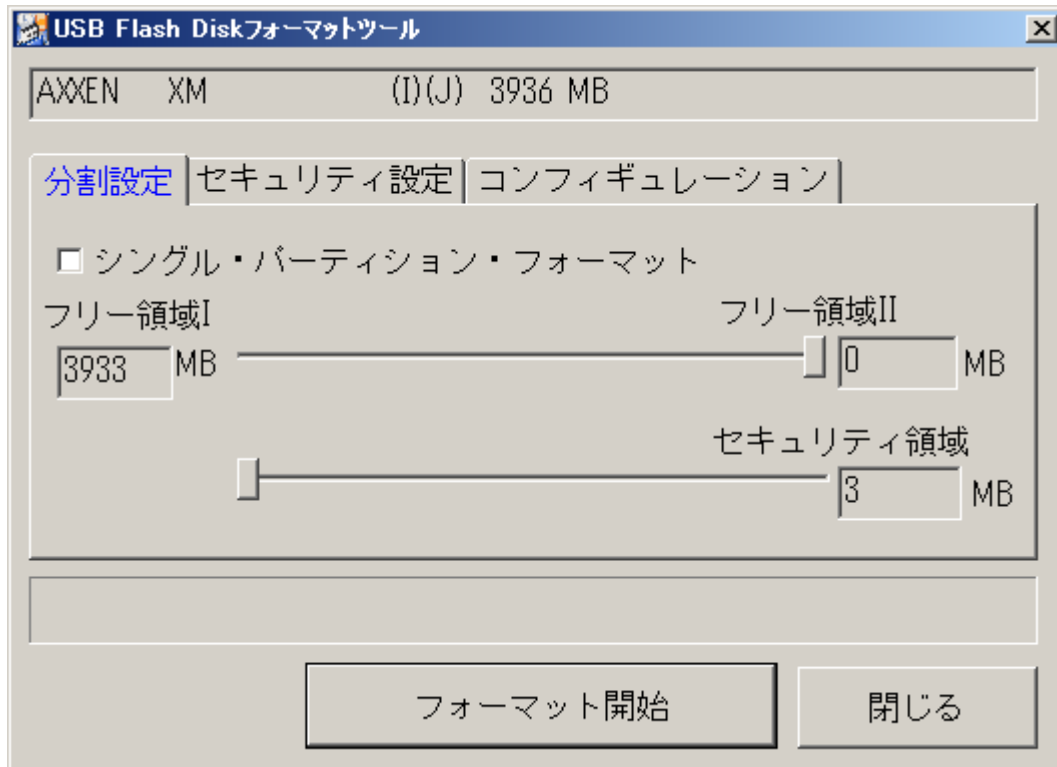 USB Flash Diskフォーマットツール
AXXEN XM (I)(J) 3936 MB
分割設定 セキュリティ設定 コンフィギュレーション
シングル・パーティション・フォーマット
フリー領域I フリー領域II
3933 MB 0 MB
セキュリティ領域
3 MB
フォーマット開始 閉じる